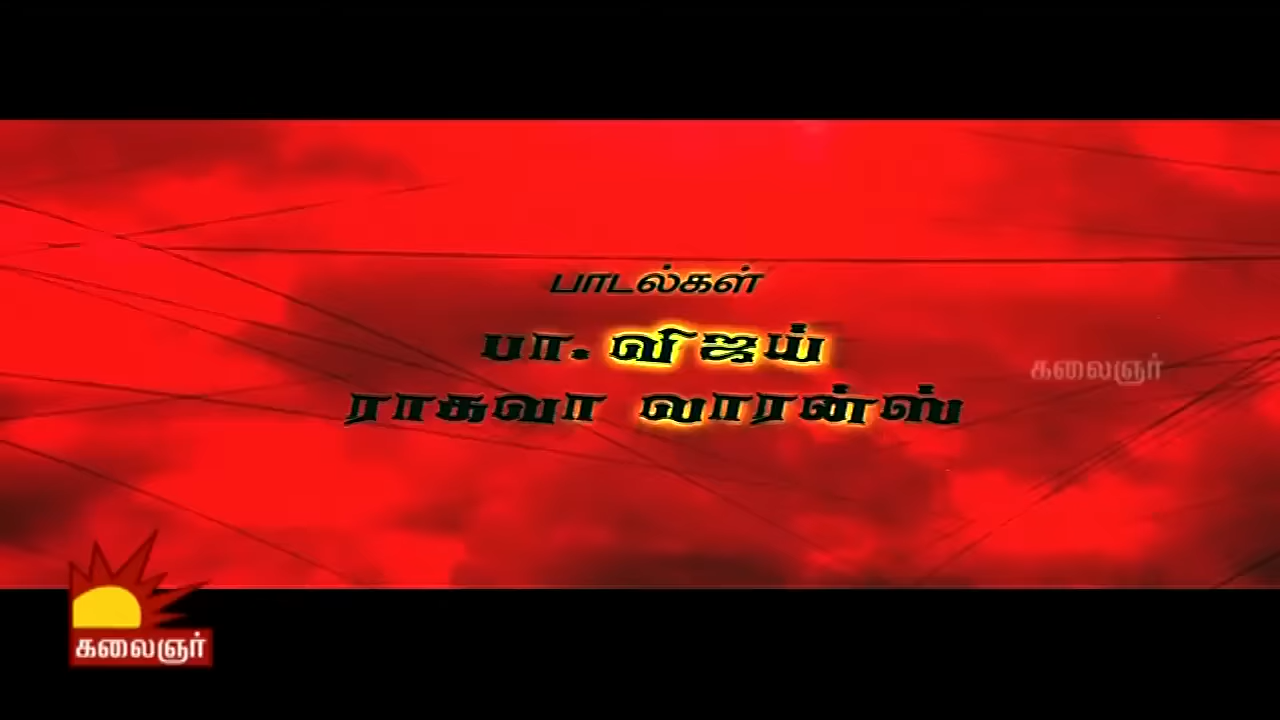 பாடல்கள்
பா. விஜய்
ராகவா லாரன்ஸ்
கலைஞர்
கலைஞர்